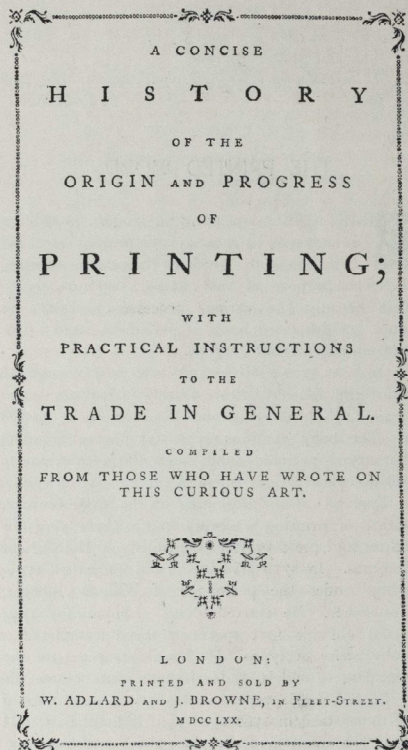 A CONCISE
HISTORY
OF THE
ORIGIN AND PROGRESS
OF
PRINTING;
WITH
PRACTICAL INSTRUCTIONS
TO THE
TRADE IN GENERAL.
COMPILED
FROM THOSE WHO HAVE WROTE ON
THIS CURIOUS ART.
LONDON:
PRINTED AND SOLD BY
W. ADLARD AND J. BROWNE, IN FLEET-STREET.
MDCCLXX.